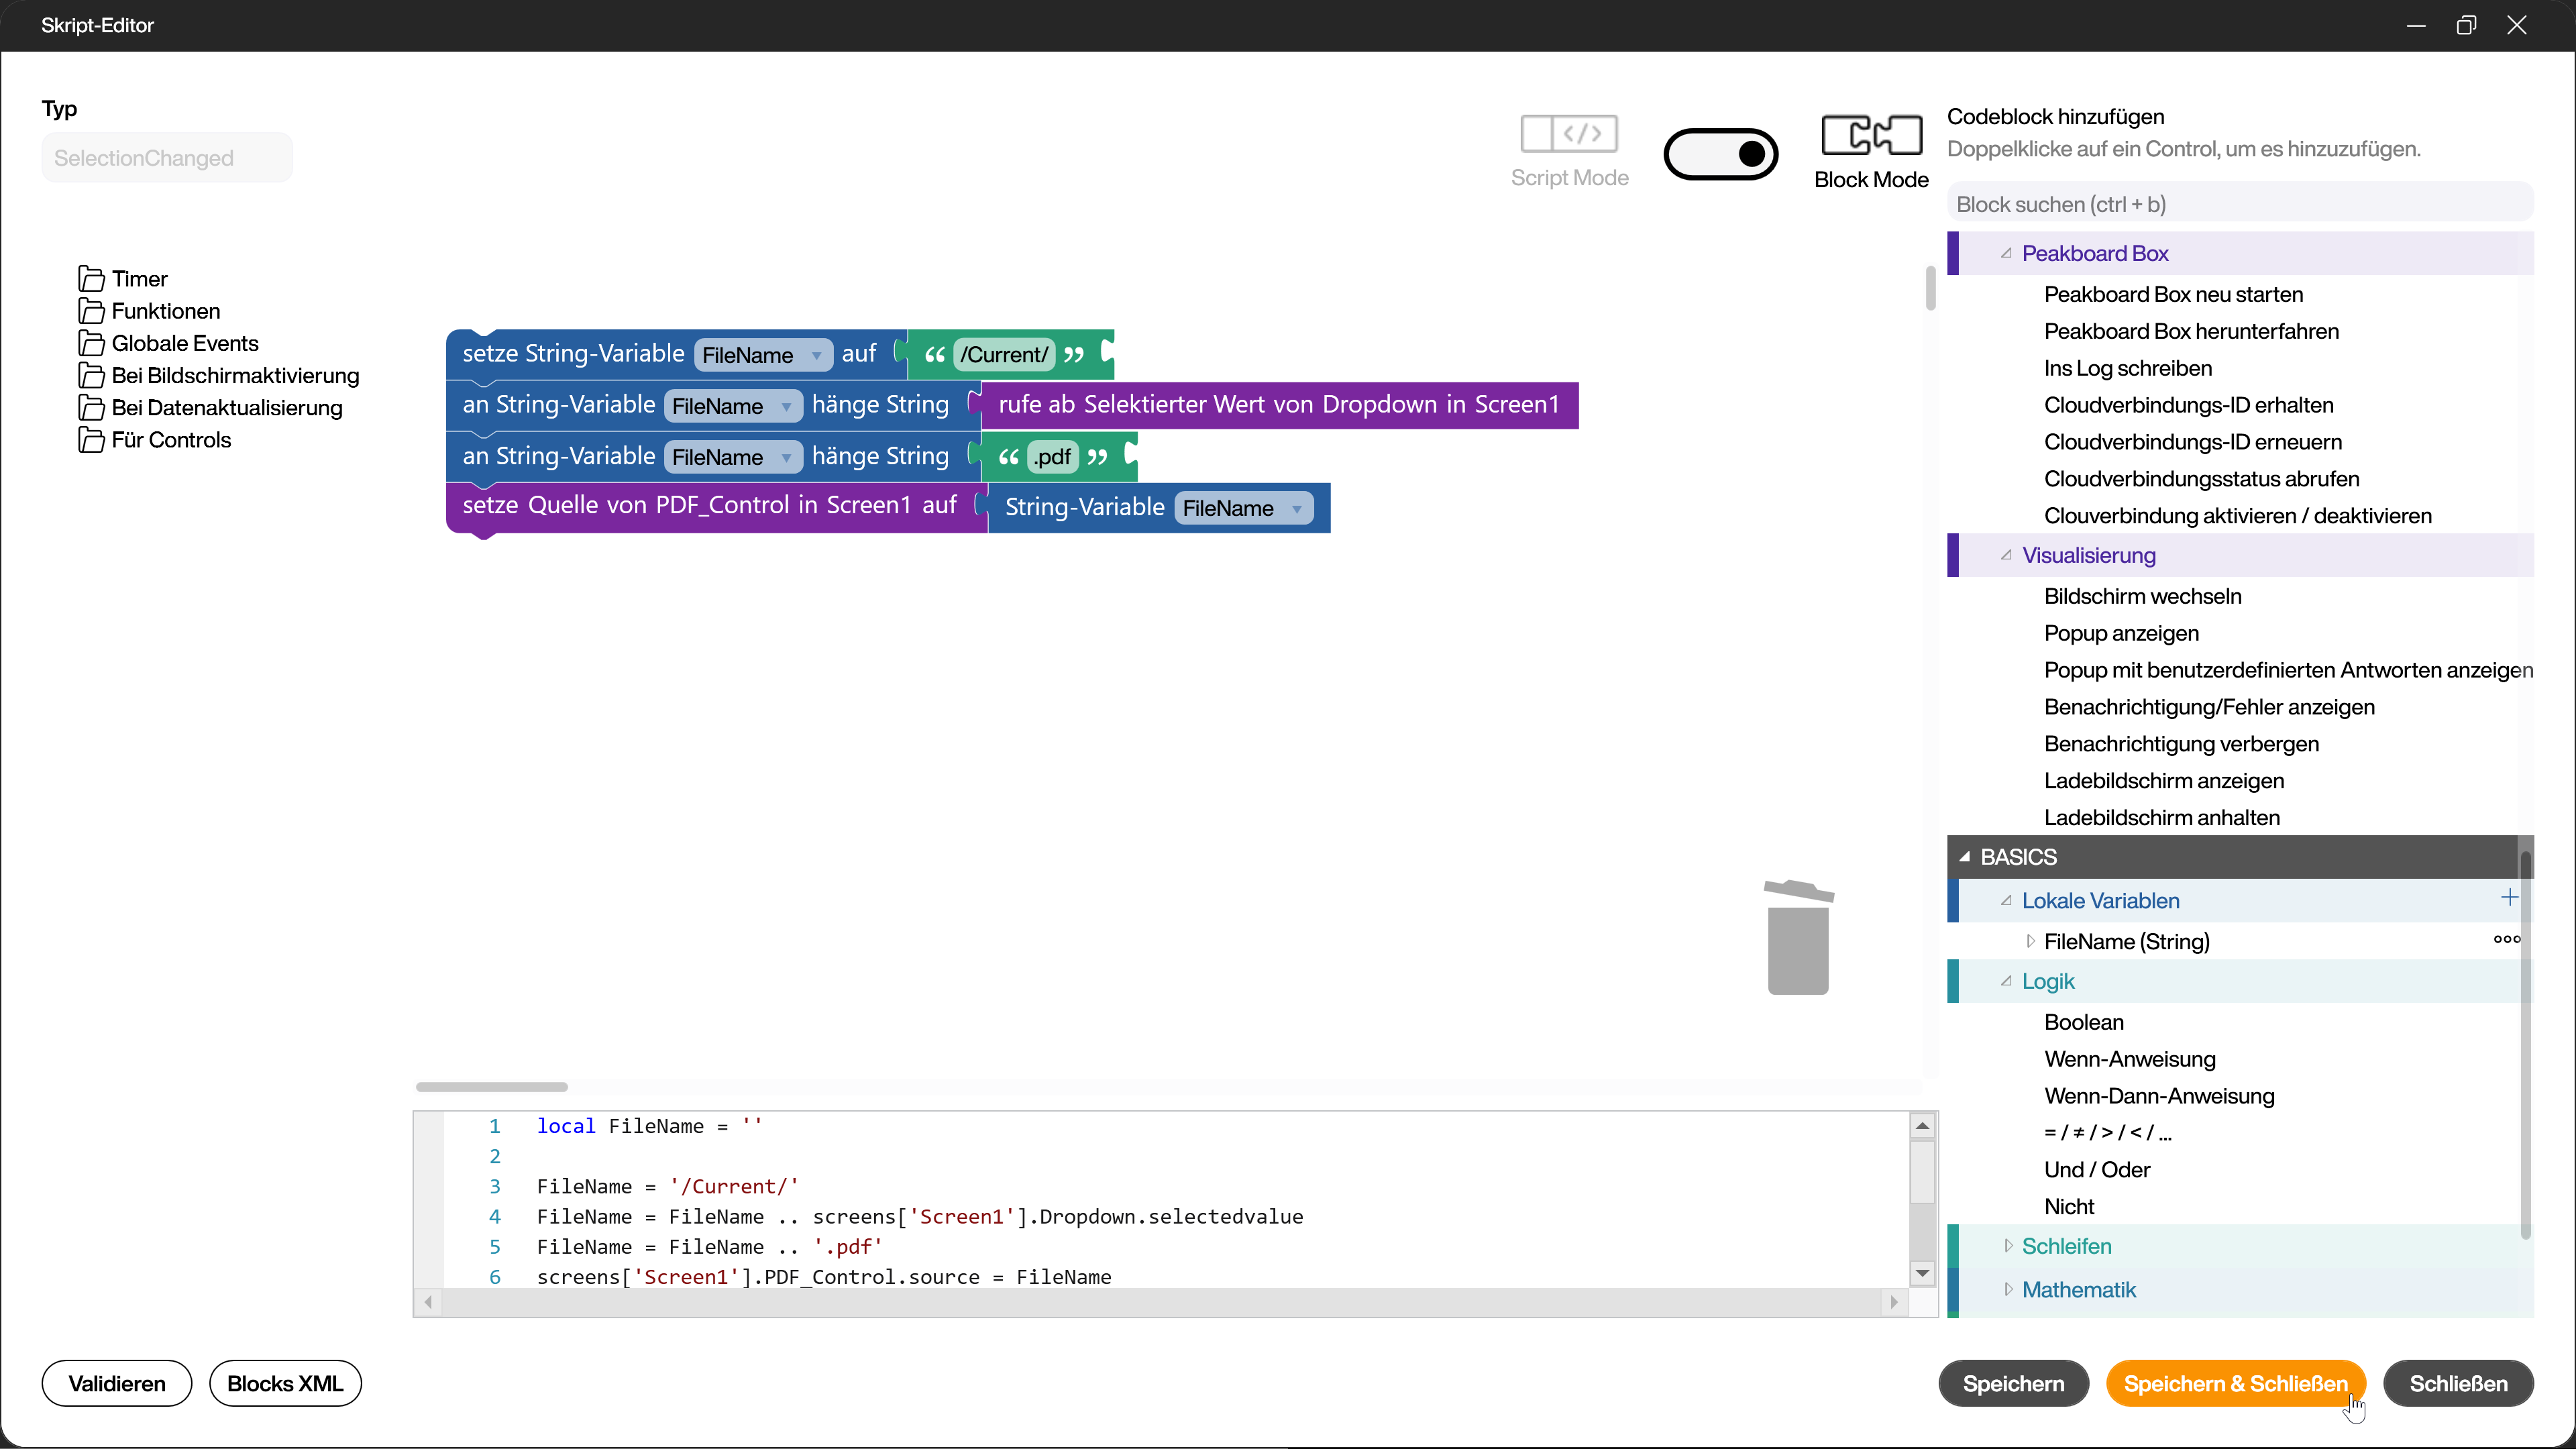 Skript-Editor
Typ
SelectionChanged
Script Mode
Block Mode
Timer
Funktionen
Globale Events
Bei Bildschirmaktivierung
Bei Datenaktualisierung
Für Controls
setze String-Variable FileName auf “ /Current/ ”
an String-Variable FileName hänge String rufe ab Selektierter Wert von Dropdown in Screen1
an String-Variable FileName hänge String “ .pdf ”
setze Quelle von PDF_Control in Screen1 auf String-Variable FileName
1 local FileName = ''
2
3 FileName = '/Current/'
4 FileName = FileName .. screens['Screen1'].Dropdown.selectedvalue
5 FileName = FileName .. '.pdf'
6 screens['Screen1'].PDF_Control.source = FileName
Codeblock hinzufügen
Doppelklicke auf ein Control, um es hinzuzufügen.
Block suchen (ctrl + b)
Peakboard Box
Peakboard Box neu starten
Peakboard Box herunterfahren
Ins Log schreiben
Cloudverbindungs-ID erhalten
Cloudverbindungs-ID erneuern
Cloudverbindungsstatus abrufen
Clouverbindung aktivieren / deaktivieren
Visualisierung
Bildschirm wechseln
Popup anzeigen
Popup mit benutzerdefinierten Antworten anzeigen
Benachrichtigung/Fehler anzeigen
Benachrichtigung verbergen
Ladebildschirm anzeigen
Ladebildschirm anhalten
BASICS
Lokale Variablen
FileName (String)
Logik
Boolean
Wenn-Anweisung
Wenn-Dann-Anweisung
= / ≠ / > / < / ...
Und / Oder
Nicht
Schleifen
Mathematik
Validieren
Blocks XML
Speichern
Speichern & Schließen
Schließen